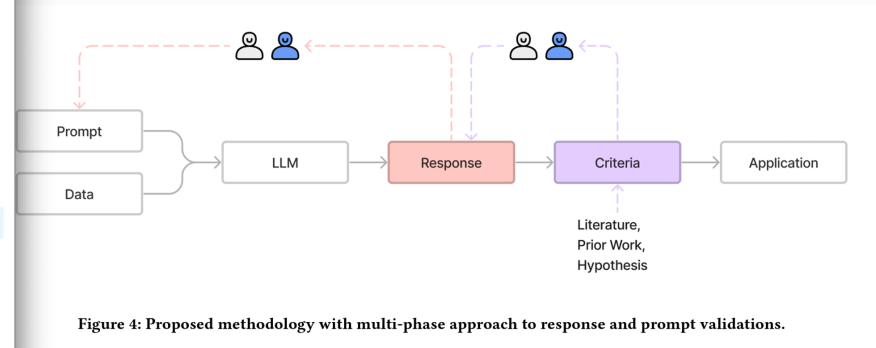 Prompt
Data
LLM
Response
Criteria
Application
Literature,
Prior Work,
Hypothesis
Figure 4: Proposed methodology with multi-phase approach to response and prompt validations.